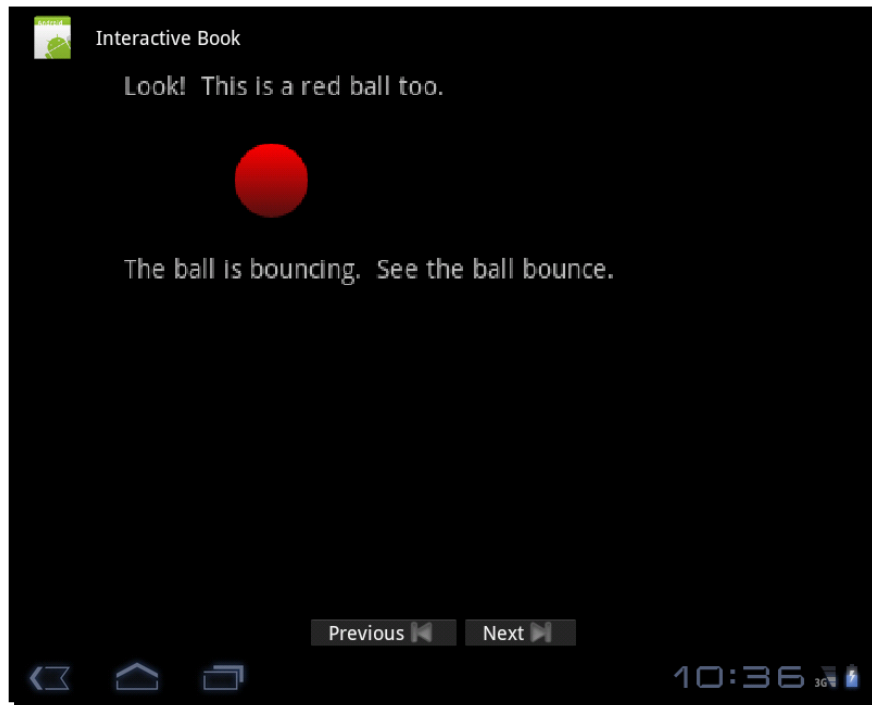 Interactive Book
Look!  This is a red ball too.
The ball is bouncing.  See the ball bounce.
Previous Next
10:36 3G